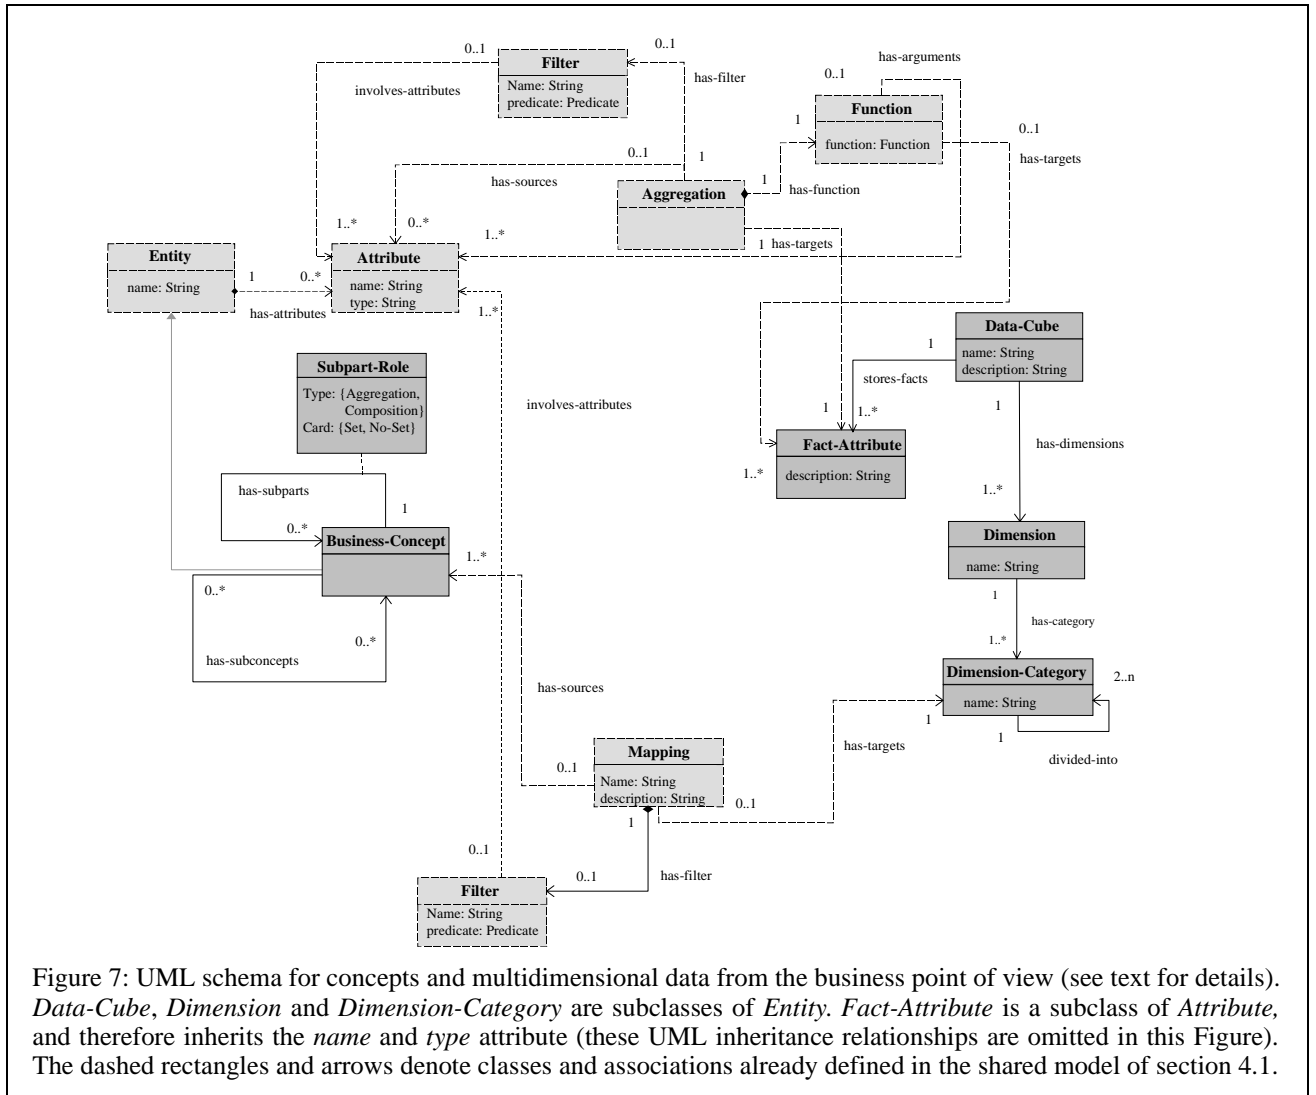 0..1
Filter
0..1
has-arguments
Name: String
predicate: Predicate
has-filter
0..1
involves-attributes
Function
1
0..1
function: Function
0..1
1
has-targets
has-sources
1
has-function
Aggregation
1..*
0..*
1..*
1
has-targets
Entity
name: String
1
0..*
has-attributes
Attribute
name: String
type: String
1..*
Data-Cube
name: String
description: String
1
stores-facts
Subpart-Role
Type: {Aggregation,
Composition}
Card: {Set, No-Set}
involves-attributes
1
1..*
1
Fact-Attribute
description: String
1..*
has-dimensions
1..*
has-subparts
1
0..*
Business-Concept
1..*
Dimension
name: String
0..*
0..*
has-subconcepts
1
has-category
1..*
Dimension-Category
name: String
2..n
1
1
divided-into
has-sources
has-targets
Mapping
Name: String
description: String
0..1
0..1
1
0..1
0..1
has-filter
Filter
Name: String
predicate: Predicate
Figure 7: UML schema for concepts and multidimensional data from the business point of view (see text for details).
Data-Cube, Dimension and Dimension-Category are subclasses of Entity. Fact-Attribute is a subclass of Attribute,
and therefore inherits the name and type attribute (these UML inheritance relationships are omitted in this Figure).
The dashed rectangles and arrows denote classes and associations already defined in the shared model of section 4.1.